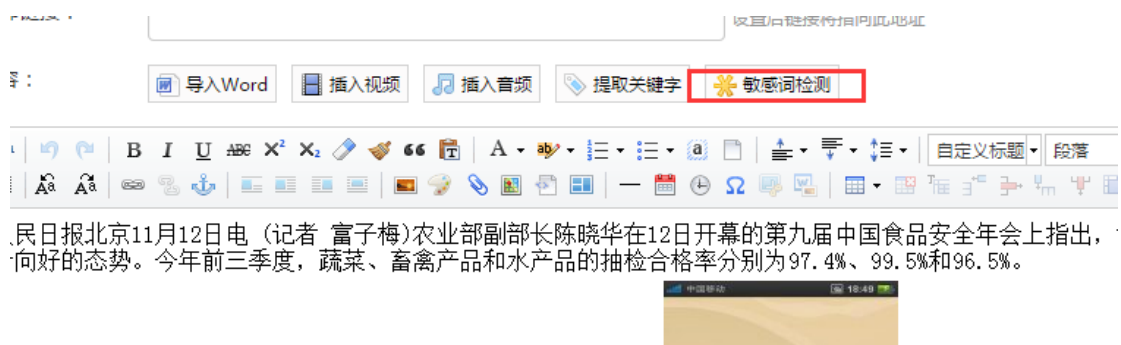 设置后链接将指向此地址
导入Word 插入视频 插入音频 提取关键字 敏感词检测
B I U ABC X² X₂ A 自定义标题 段落
民日报北京11月12日电 (记者 富子梅)农业部副部长陈晓华在12日开幕的第九届中国食品安全年会上指出,
向好的态势。今年前三季度,蔬菜、畜禽产品和水产品的抽检合格率分别为97.4%、99.5%和96.5%。
中国移动 18:49